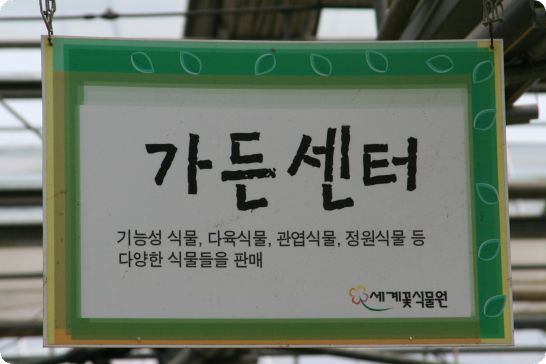 가든센터
기능성 식물, 다육식물, 관엽식물, 정원식물 등
다양한 식물들을 판매
세계꽃식물원